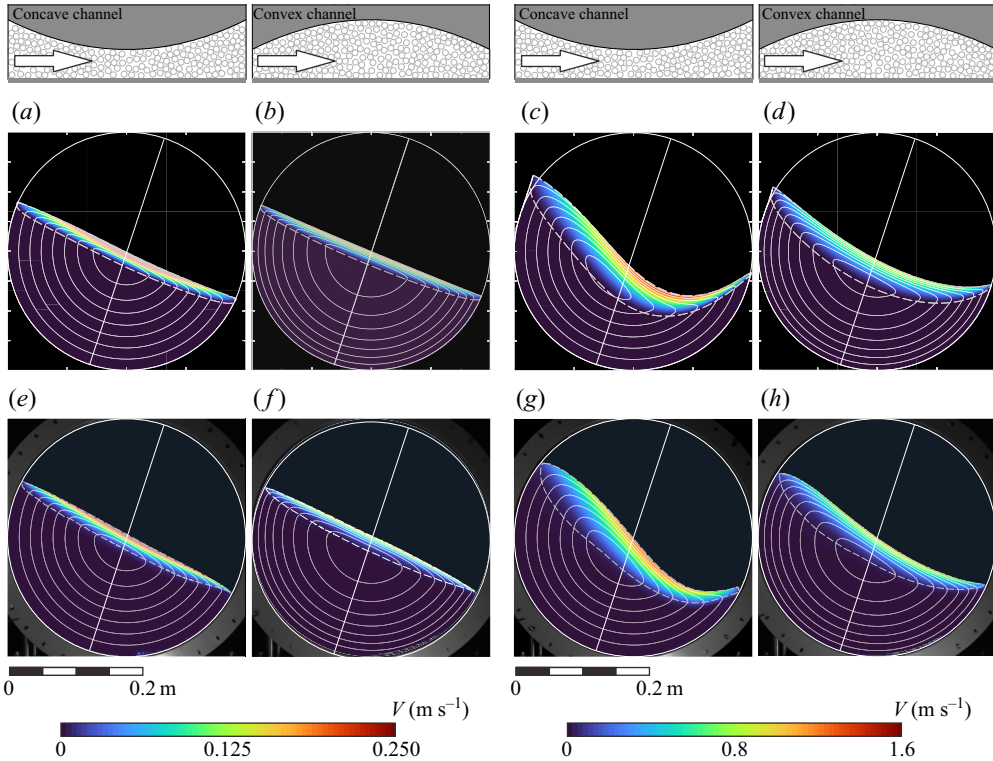 Concave channel
Convex channel
Concave channel
Convex channel
(a)
(b)
(c)
(d)
(e)
(f)
(g)
(h)
0
0.2 m
0
0.2 m
V (m s⁻¹)
V (m s⁻¹)
0
0.125
0.250
0
0.8
1.6